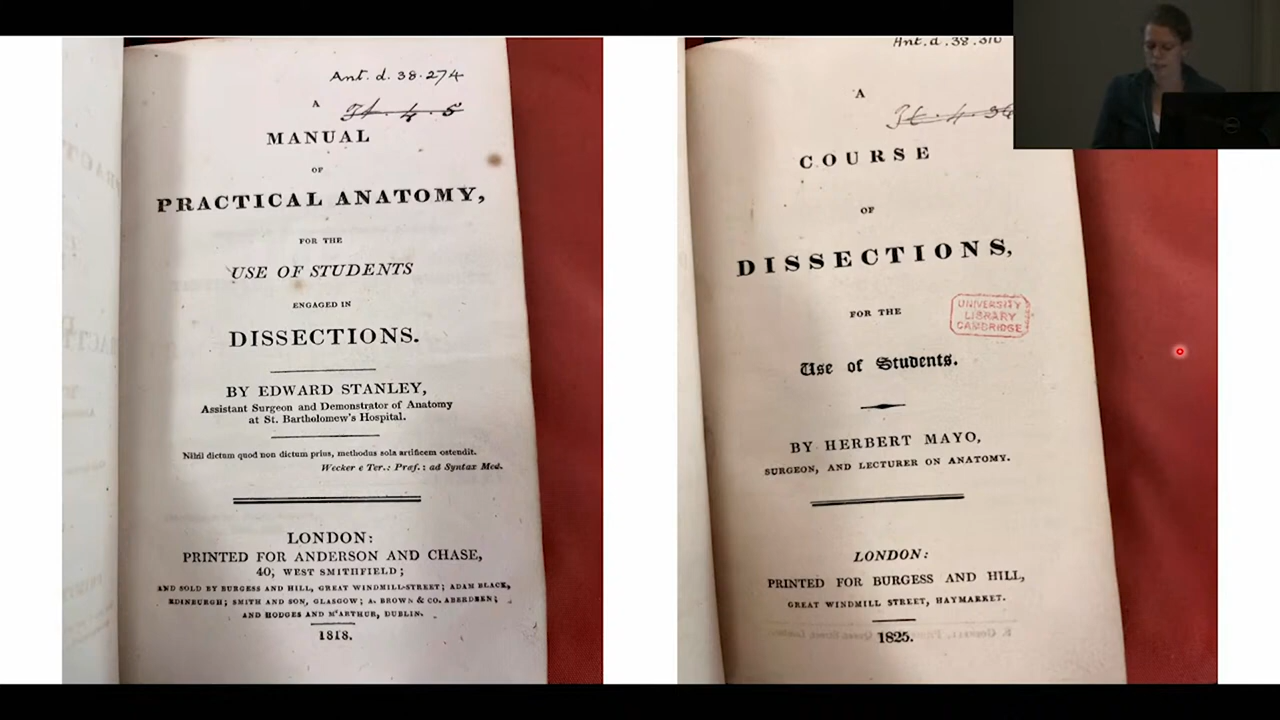 Ant. d. 38.274
A
MANUAL
OF
PRACTICAL ANATOMY,
FOR THE
USE OF STUDENTS
ENGAGED IN
DISSECTIONS.
BY EDWARD STANLEY,
Assistant Surgeon and Demonstrator of Anatomy
at St. Bartholomew's Hospital.
Nihil dictum quod non dictum prius, methodus sola artificem ostendit.
Wecker e Ter.: Præf.: ad Syntax Med.
LONDON:
PRINTED FOR ANDERSON AND CHASE,
40, WEST SMITHFIELD;
AND SOLD BY BURGESS AND HILL, GREAT WINDMILL-STREET; ADAM BLACK,
EDINBURGH; SMITH AND SON, GLASGOW; A. BROWN & CO. ABERDEEN;
AND HODGES AND M'ARTHUR, DUBLIN.
1818.
Ant. d. 38.310
A
COURSE
OF
DISSECTIONS,
FOR THE
UNIVERSITY
LIBRARY
CAMBRIDGE
Use of Students.
BY HERBERT MAYO,
SURGEON, AND LECTURER ON ANATOMY.
LONDON:
PRINTED FOR BURGESS AND HILL,
GREAT WINDMILL STREET, HAYMARKET.
1825.